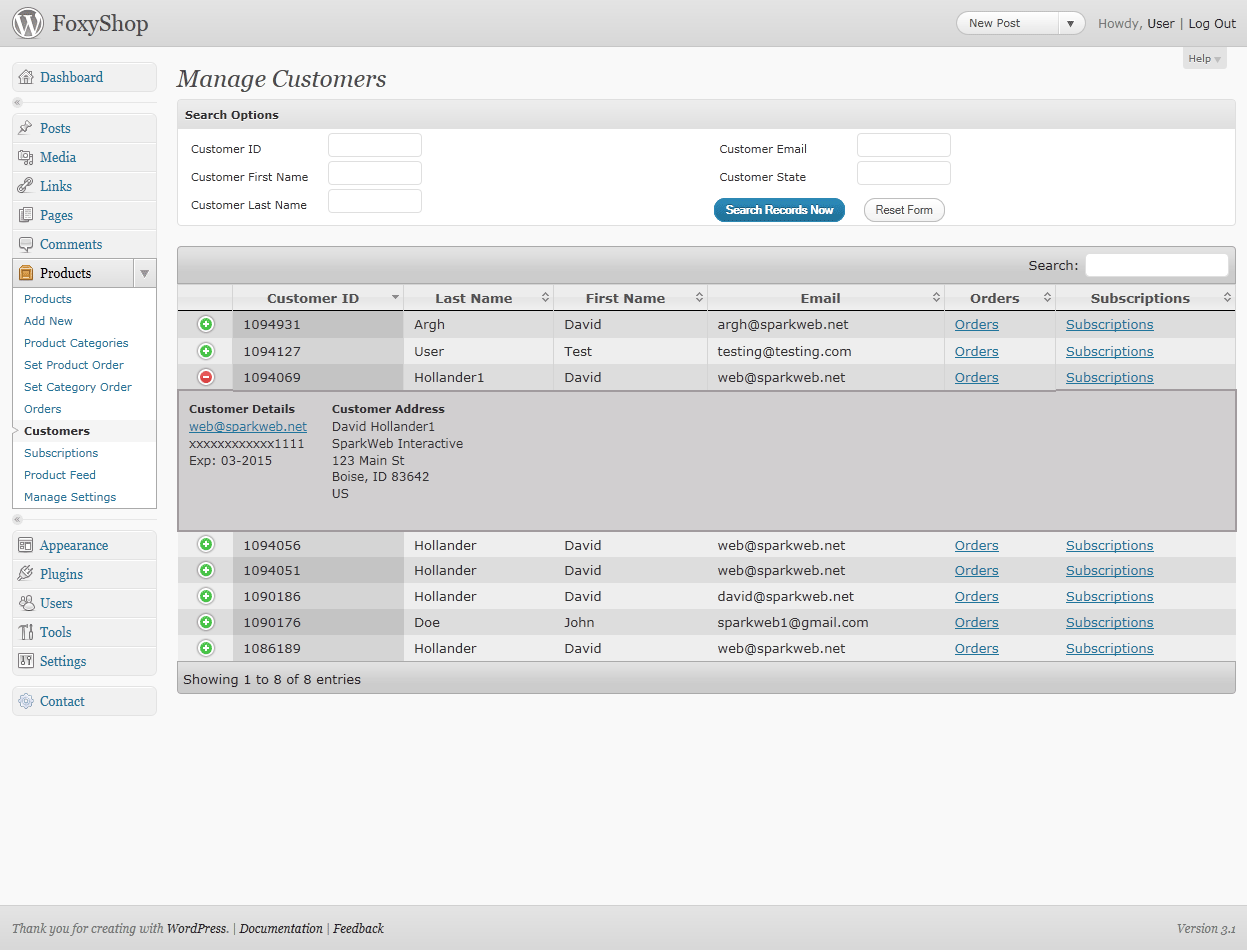 FoxyShop
New Post
Howdy, User | Log Out
Help
Dashboard
Posts
Media
Links
Pages
Comments
Products
Products
Add New
Product Categories
Set Product Order
Set Category Order
Orders
Customers
Subscriptions
Product Feed
Manage Settings
Appearance
Plugins
Users
Tools
Settings
Contact
Manage Customers
Search Options
Customer ID
Customer Email
Customer First Name
Customer State
Customer Last Name
Search Records Now
Reset Form
Search:
Customer ID Last Name First Name Email Orders Subscriptions
1094931 Argh David argh@sparkweb.net Orders Subscriptions
1094127 User Test testing@testing.com Orders Subscriptions
1094069 Hollander1 David web@sparkweb.net Orders Subscriptions
Customer Details
web@sparkweb.net
xxxxxxxxxxxx1111
Exp: 03-2015
Customer Address
David Hollander1
SparkWeb Interactive
123 Main St
Boise, ID 83642
US
1094056 Hollander David web@sparkweb.net Orders Subscriptions
1094051 Hollander David web@sparkweb.net Orders Subscriptions
1090186 Hollander David david@sparkweb.net Orders Subscriptions
1090176 Doe John sparkweb1@gmail.com Orders Subscriptions
1086189 Hollander David web@sparkweb.net Orders Subscriptions
Showing 1 to 8 of 8 entries
Thank you for creating with WordPress. | Documentation | Feedback
Version 3.1